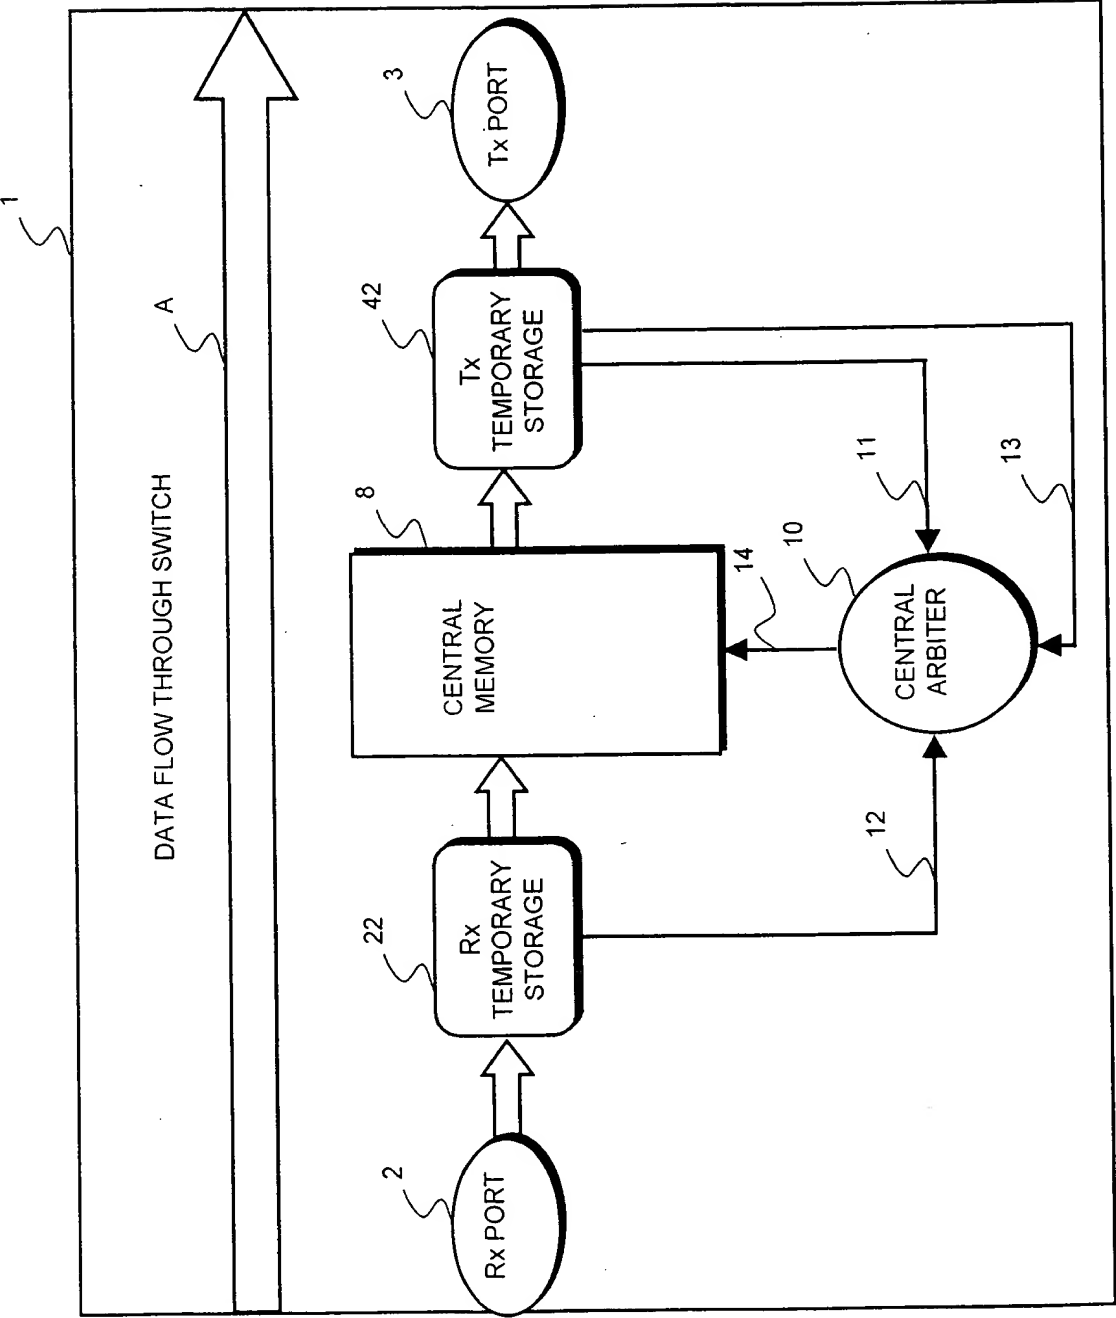 1
DATA FLOW THROUGH SWITCH
A
2
Rx PORT
22
Rx
TEMPORARY
STORAGE
8
CENTRAL
MEMORY
42
Tx
TEMPORARY
STORAGE
3
Tx PORT
12
14
10
CENTRAL
ARBITER
11
13